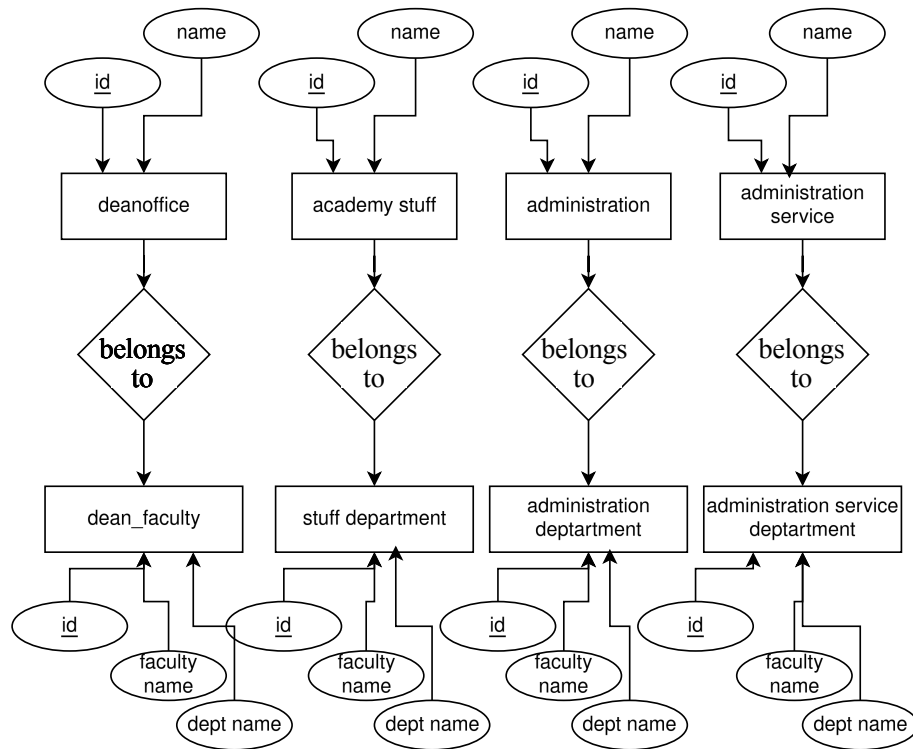 name
name
name
name
id
id
id
id
deanoffice
academy stuff
administration
administration
service
belongs
to
belongs
to
belongs
to
belongs
to
dean_faculty
stuff department
administration
deptartment
administration service
deptartment
id
id
id
id
faculty
name
faculty
name
faculty
name
faculty
name
dept name
dept name
dept name
dept name